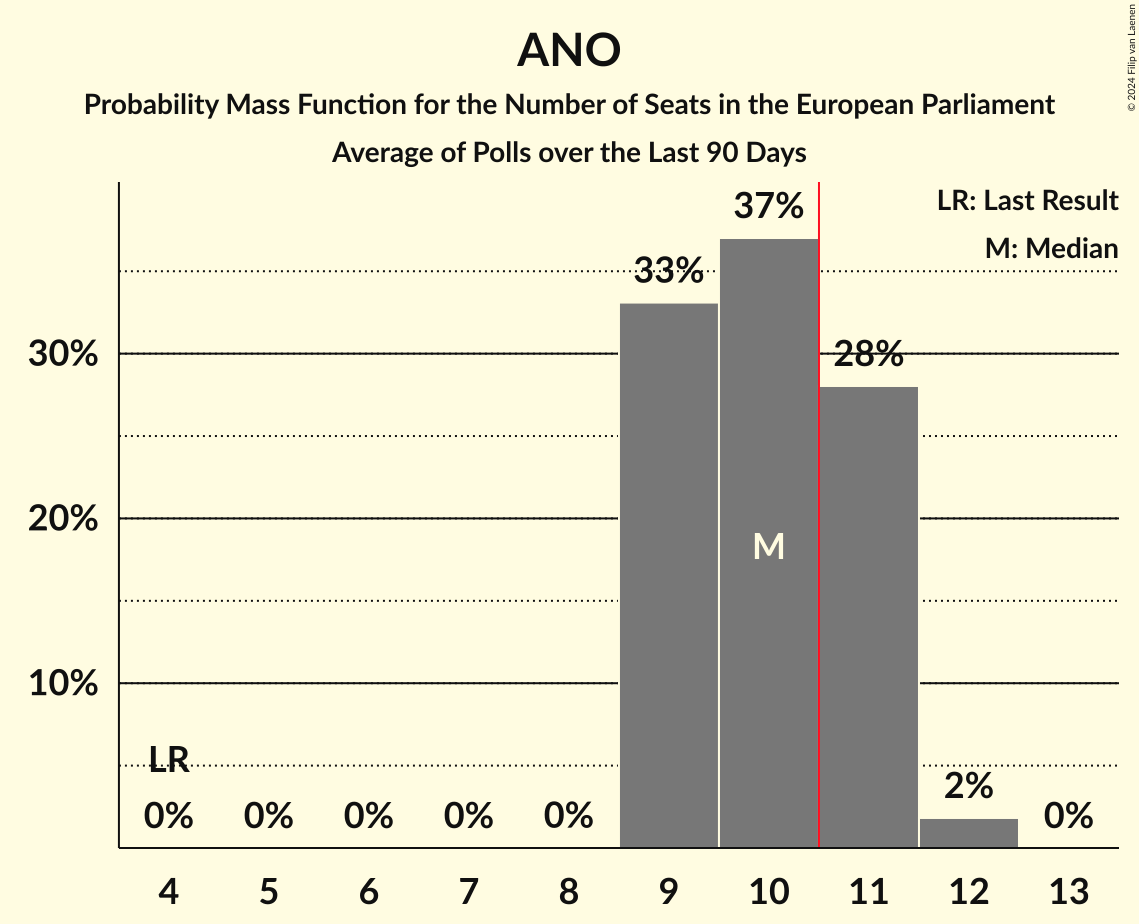 ANO
Probability Mass Function for the Number of Seats in the European Parliament
Average of Polls over the Last 90 Days
© 2024 Filip van Laenen
LR: Last Result
M: Median
37%
33%
30%
28%
20%
M
10%
LR
2%
0% 0% 0% 0% 0% 0%
4 5 6 7 8 9 10 11 12 13